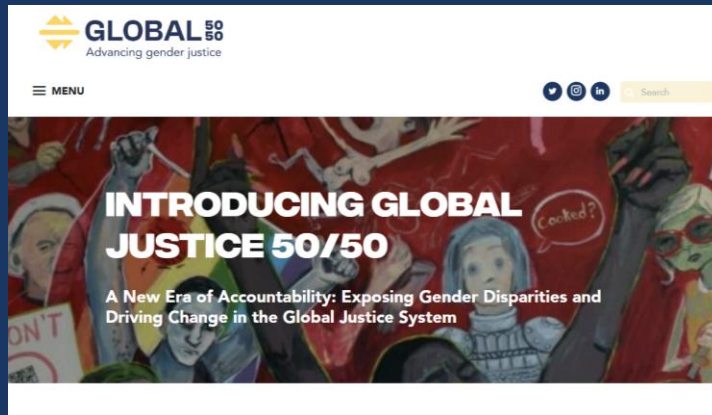 GLOBAL 50
50
Advancing gender justice
MENU
Search
INTRODUCING GLOBAL
JUSTICE 50/50
Cooked?
A New Era of Accountability: Exposing Gender Disparities and
Driving Change in the Global Justice System
ON'T